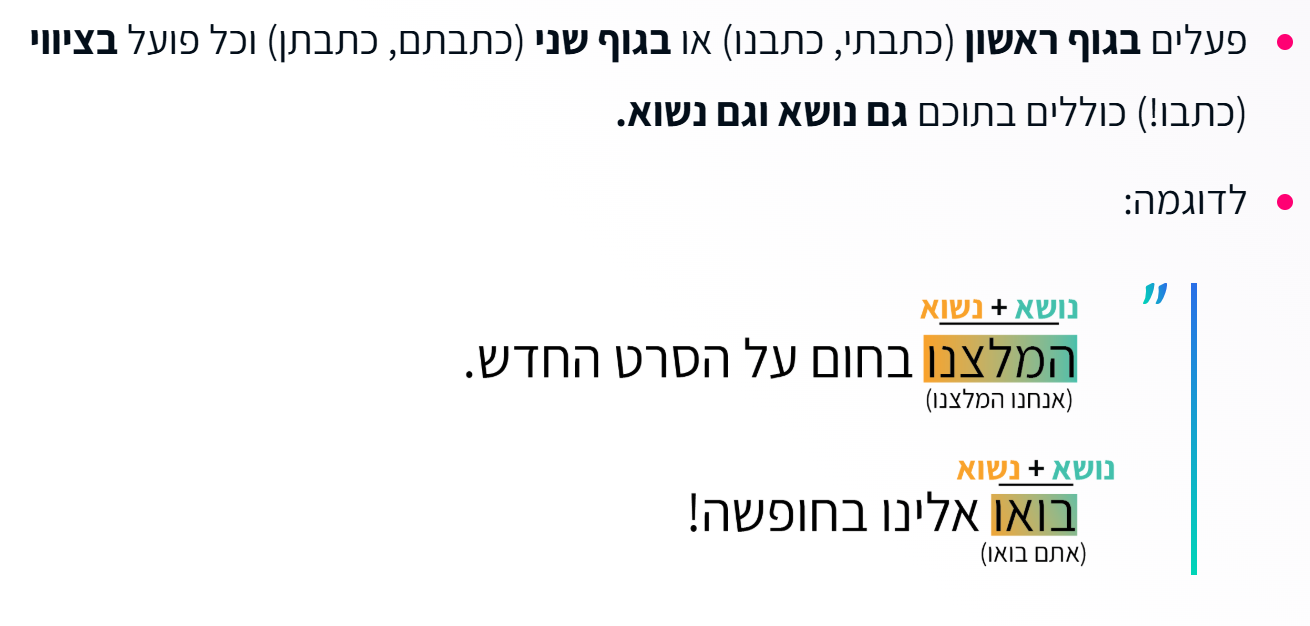 פעלים בגוף ראשון (כתבתי, כתבנו) או בגוף שני (כתבתם, כתבתן) וכל פועל בציווי
(כתבו!) כוללים בתוכם גם נושא וגם נשוא.
לדוגמה:
"
נושא + נשוא
המלצנו בחום על הסרט החדש.
(אנחנו המלצנו)
נושא + נשוא
בואו אלינו בחופשה!
(אתם בואו)